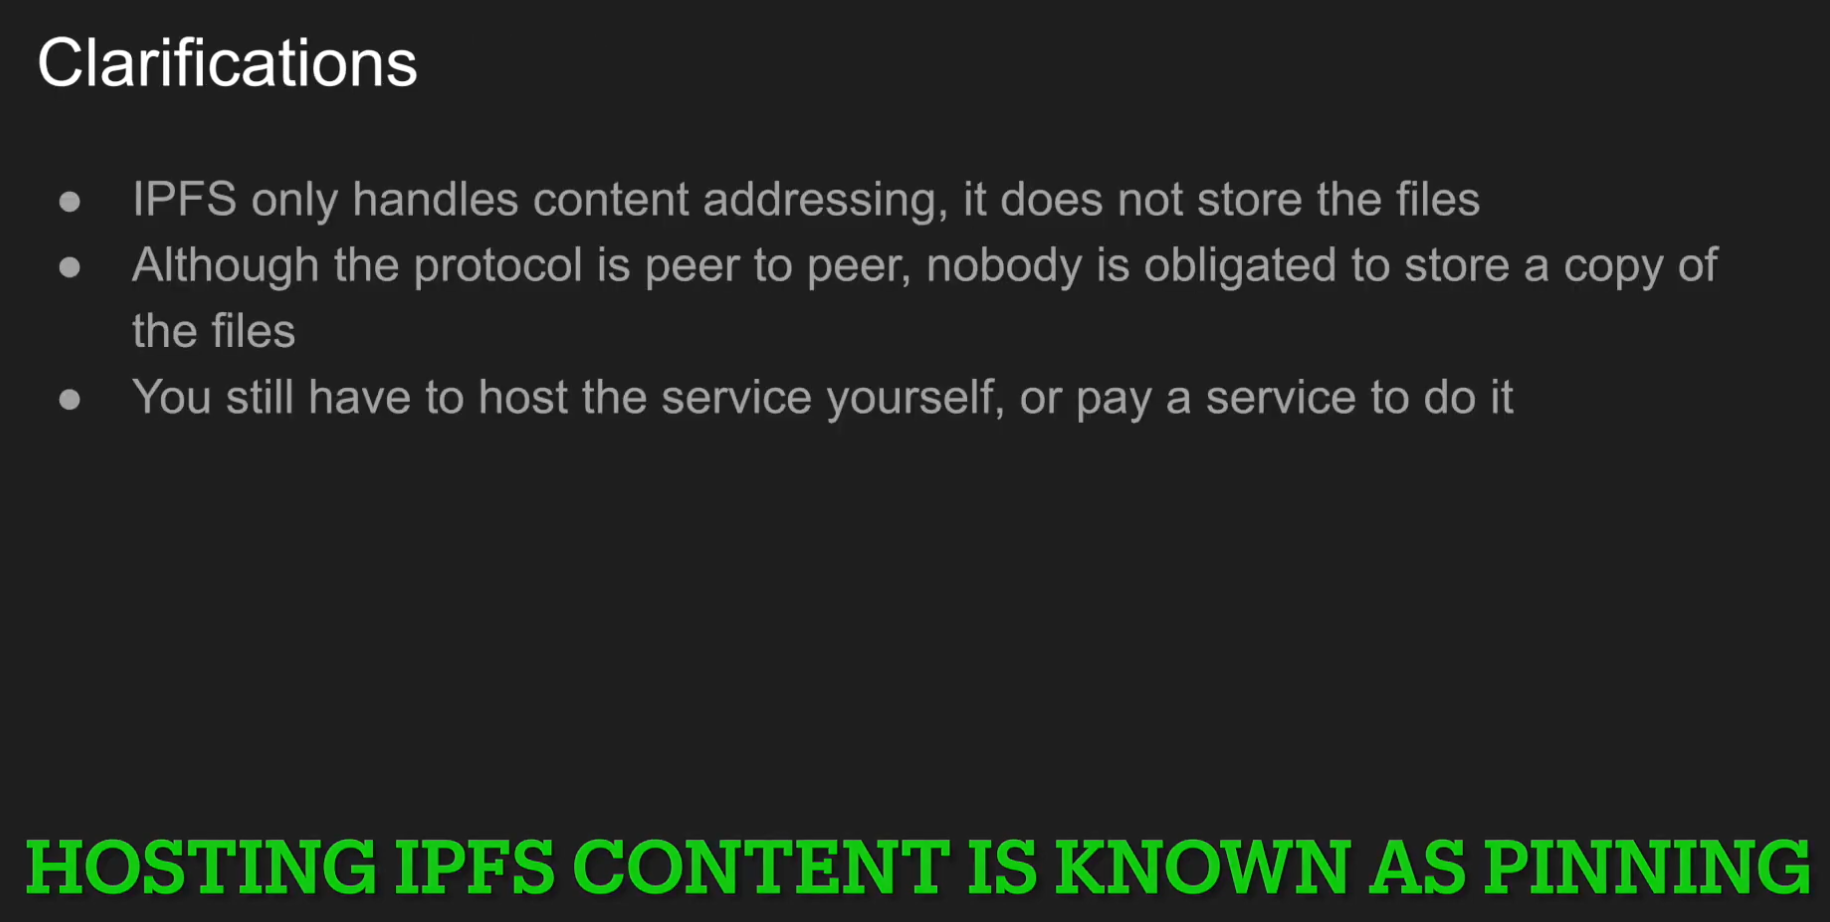 Clarifications
● IPFS only handles content addressing, it does not store the files
● Although the protocol is peer to peer, nobody is obligated to store a copy of
the files
● You still have to host the service yourself, or pay a service to do it
HOSTING IPFS CONTENT IS KNOWN AS PINNING